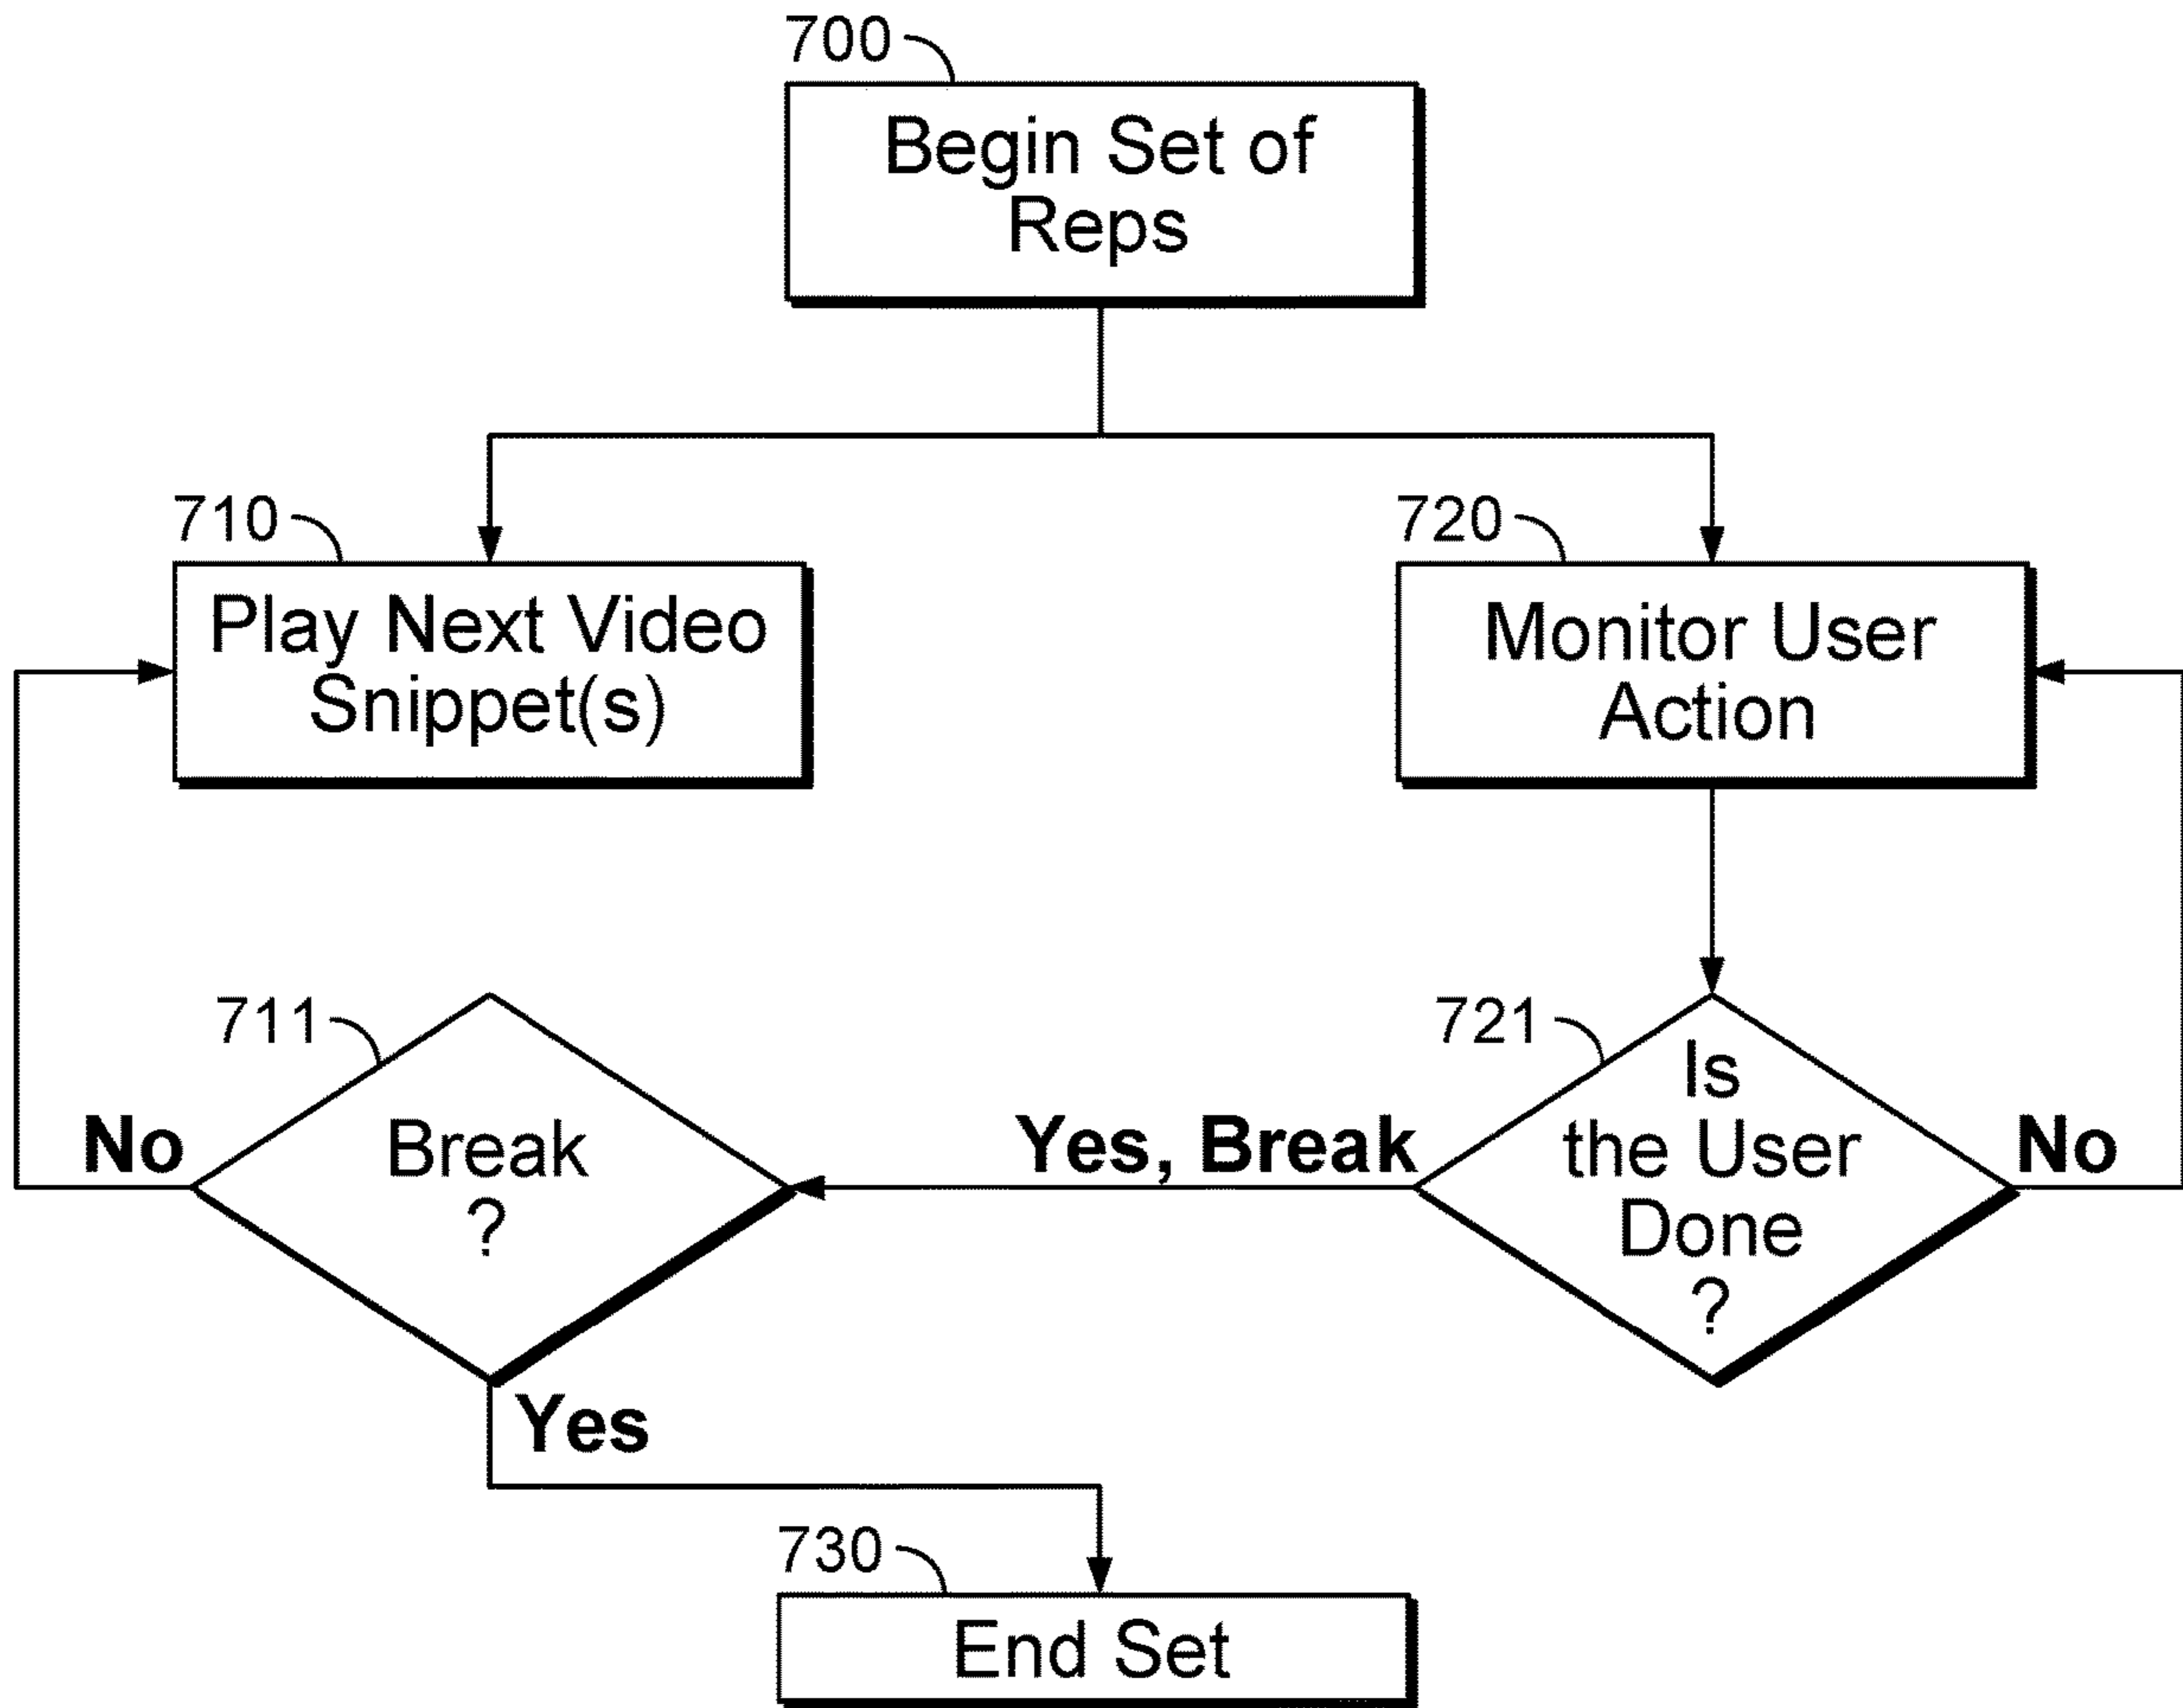 700
Begin Set of
Reps
710
Play Next Video
Snippet(s)
720
Monitor User
Action
711
Break
?
No
Yes, Break
721
Is
the User
Done
?
No
Yes
730
End Set